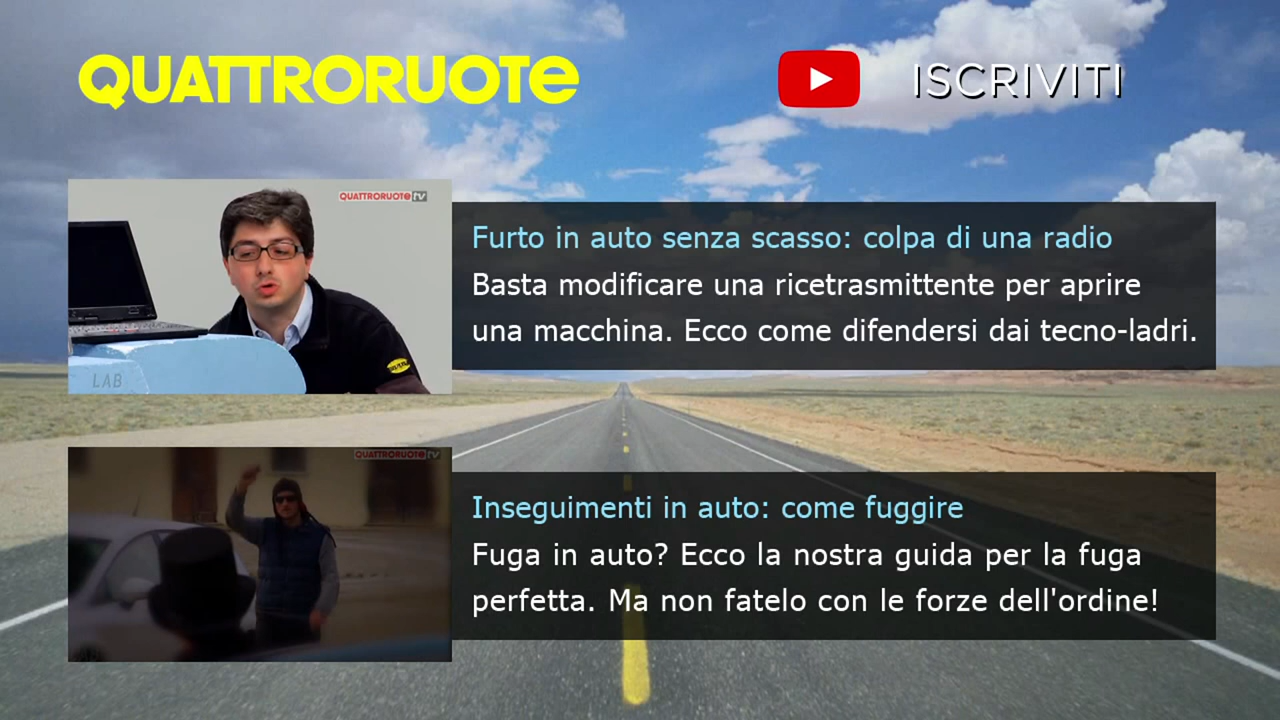 QUATTRORUOTe
ISCRIVITI
QUATTRORUOTe tv
Furto in auto senza scasso: colpa di una radio
Basta modificare una ricetrasmittente per aprire
una macchina. Ecco come difendersi dai tecno-ladri.
LAB
QUATTRORUOTe tv
Inseguimenti in auto: come fuggire
Fuga in auto? Ecco la nostra guida per la fuga
perfetta. Ma non fatelo con le forze dell'ordine!